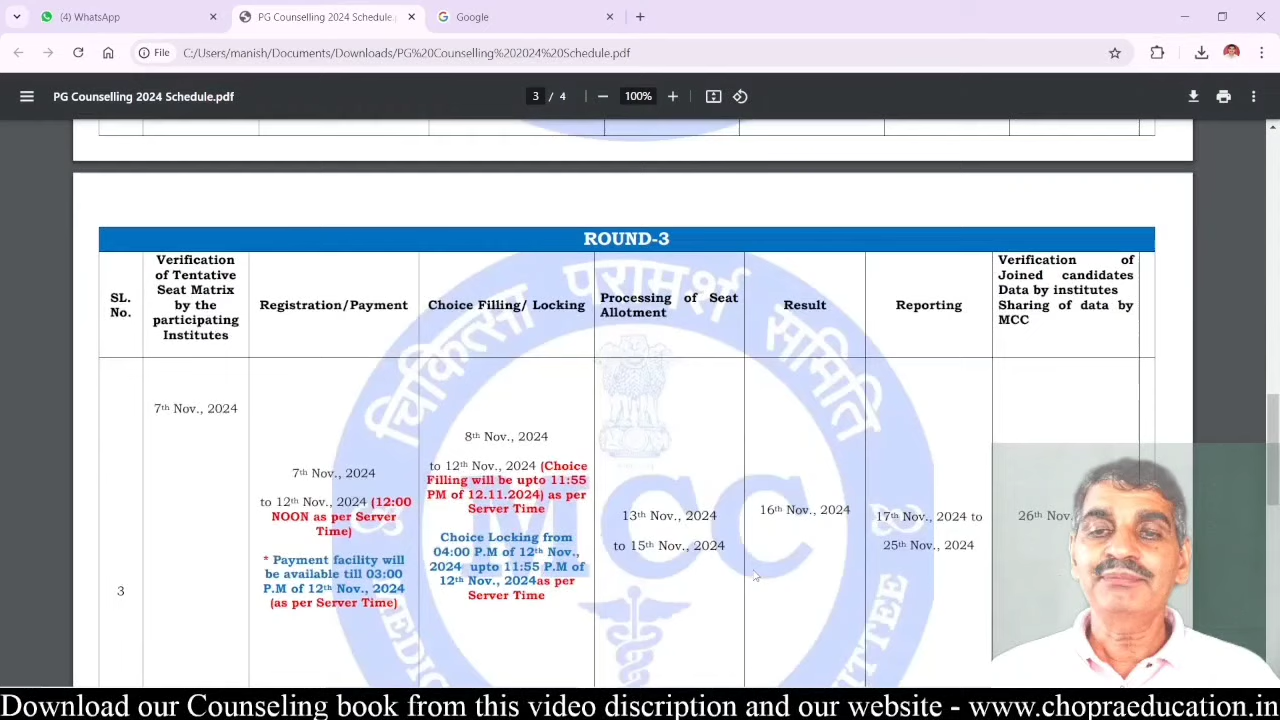 (4) WhatsApp
PG Counselling 2024 Schedule.
Google
File
C:/Users/manish/Documents/Downloads/PG%20Counselling%202024%20Schedule.pdf
PG Counselling 2024 Schedule.pdf
3 / 4
100%
ROUND-3
SL.
No.
Verification
of Tentative
Seat Matrix
by the
participating
Institutes
Registration/Payment
Choice Filling/ Locking
Processing of Seat
Allotment
Result
Reporting
Verification of
Joined candidates
Data by institutes
Sharing of data by
MCC
3
7th Nov., 2024
7th Nov., 2024
to 12th Nov., 2024 (12:00
NOON as per Server
Time)
* Payment facility will
be available till 03:00
P.M of 12th Nov., 2024
(as per Server Time)
8th Nov., 2024
to 12th Nov., 2024 (Choice
Filling will be upto 11:55
PM of 12.11.2024) as per
Server Time
Choice Locking from
04:00 P.M of 12th Nov.,
2024 upto 11:55 P.M of
12th Nov., 2024as per
Server Time
13th Nov., 2024
to 15th Nov., 2024
16th Nov., 2024
17th Nov., 2024 to
25th Nov., 2024
26th Nov.
चिकित्सा परामर्श समिति
MCC
Download our Counseling book from this video discription and our website - www.chopraeducation.in